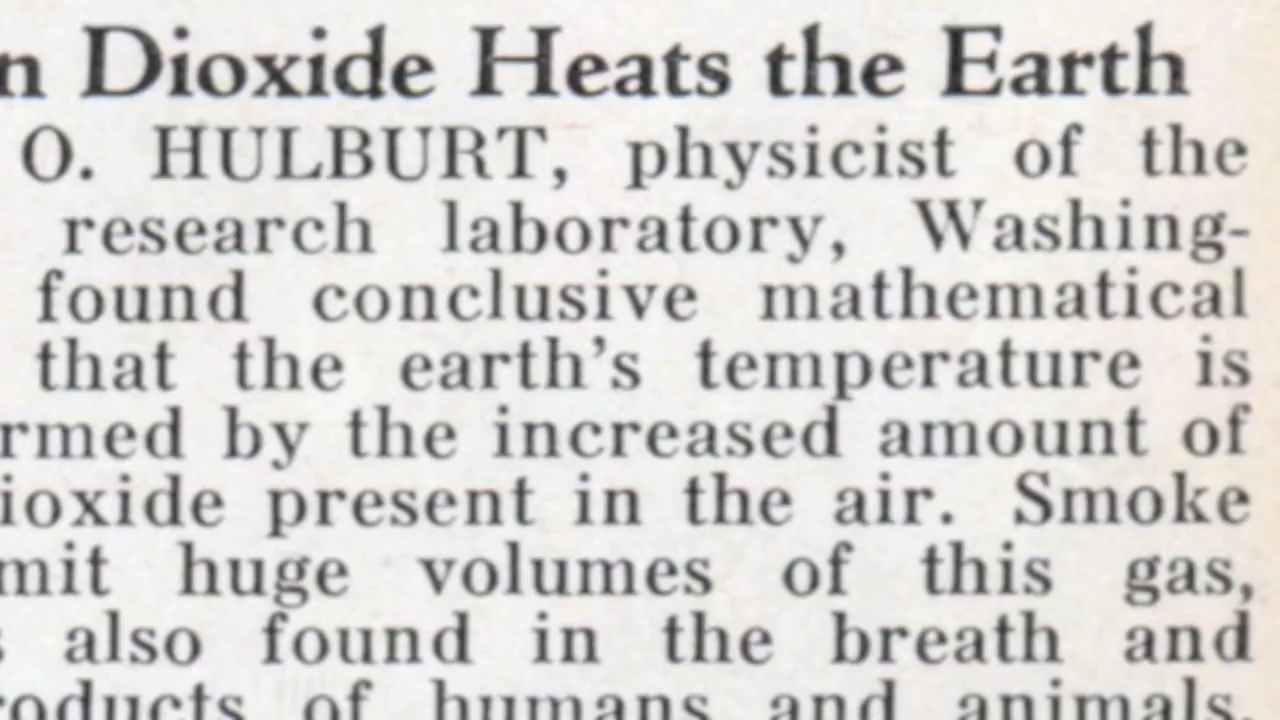 n Dioxide Heats the Earth
O. HULBURT, physicist of the
research laboratory, Washing-
found conclusive mathematical
that the earth's temperature is
rmed by the increased amount of
ioxide present in the air. Smoke
mit huge volumes of this gas,
s also found in the breath and
roducts of humans and animals.